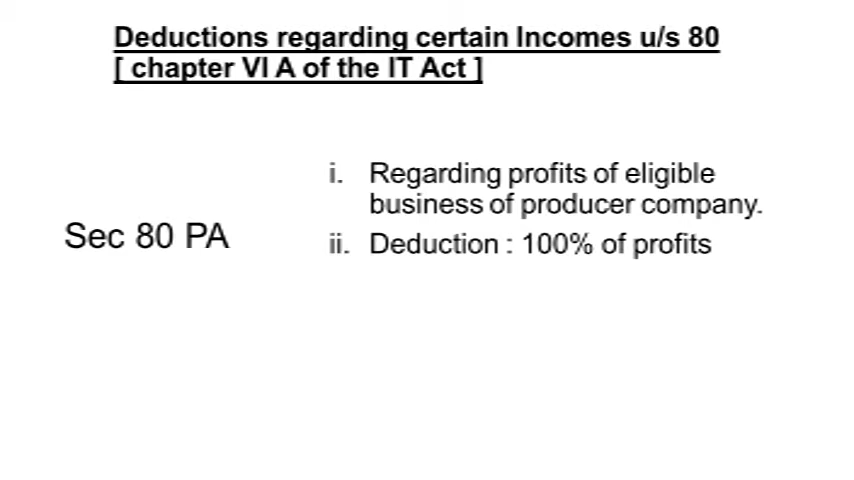 Deductions regarding certain Incomes u/s 80
[ chapter VI A of the IT Act ]
Sec 80 PA
i. Regarding profits of eligible
business of producer company.
ii. Deduction : 100% of profits